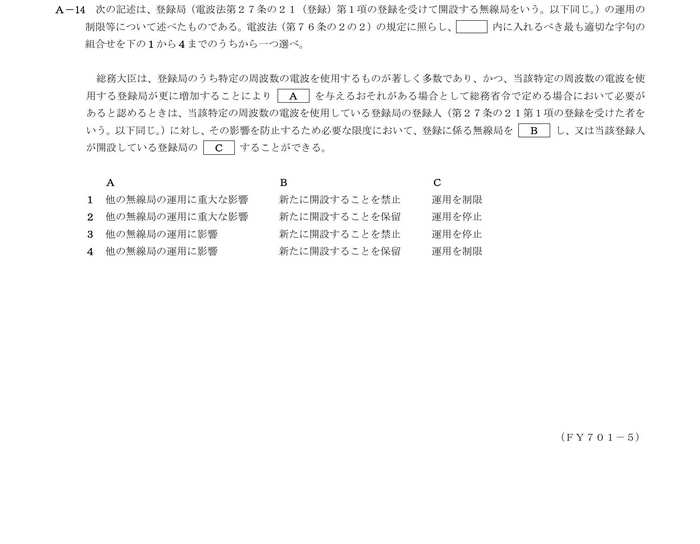 A－14 次の記述は、登録局（電波法第２７条の２１（登録）第１項の登録を受けて開設する無線局をいう。以下同じ。）の運用の
制限等について述べたものである。電波法（第７６条の２の２）の規定に照らし、 内に入れるべき最も適切な字句の
組合せを下の１から４までのうちから一つ選べ。
総務大臣は、登録局のうち特定の周波数の電波を使用するものが著しく多数であり、かつ、当該特定の周波数の電波を使
用する登録局が更に増加することにより A を与えるおそれがある場合として総務省令で定める場合において必要が
あると認めるときは、当該特定の周波数の電波を使用している登録局の登録人（第２７条の２１第１項の登録を受けた者を
いう。以下同じ。）に対し、その影響を防止するため必要な限度において、登録に係る無線局を B し、又は当該登録人
が開設している登録局の C することができる。
A B C
1 他の無線局の運用に重大な影響 新たに開設することを禁止 運用を制限
2 他の無線局の運用に重大な影響 新たに開設することを保留 運用を停止
3 他の無線局の運用に影響 新たに開設することを禁止 運用を停止
4 他の無線局の運用に影響 新たに開設することを保留 運用を制限
（ＦＹ７０１－５）